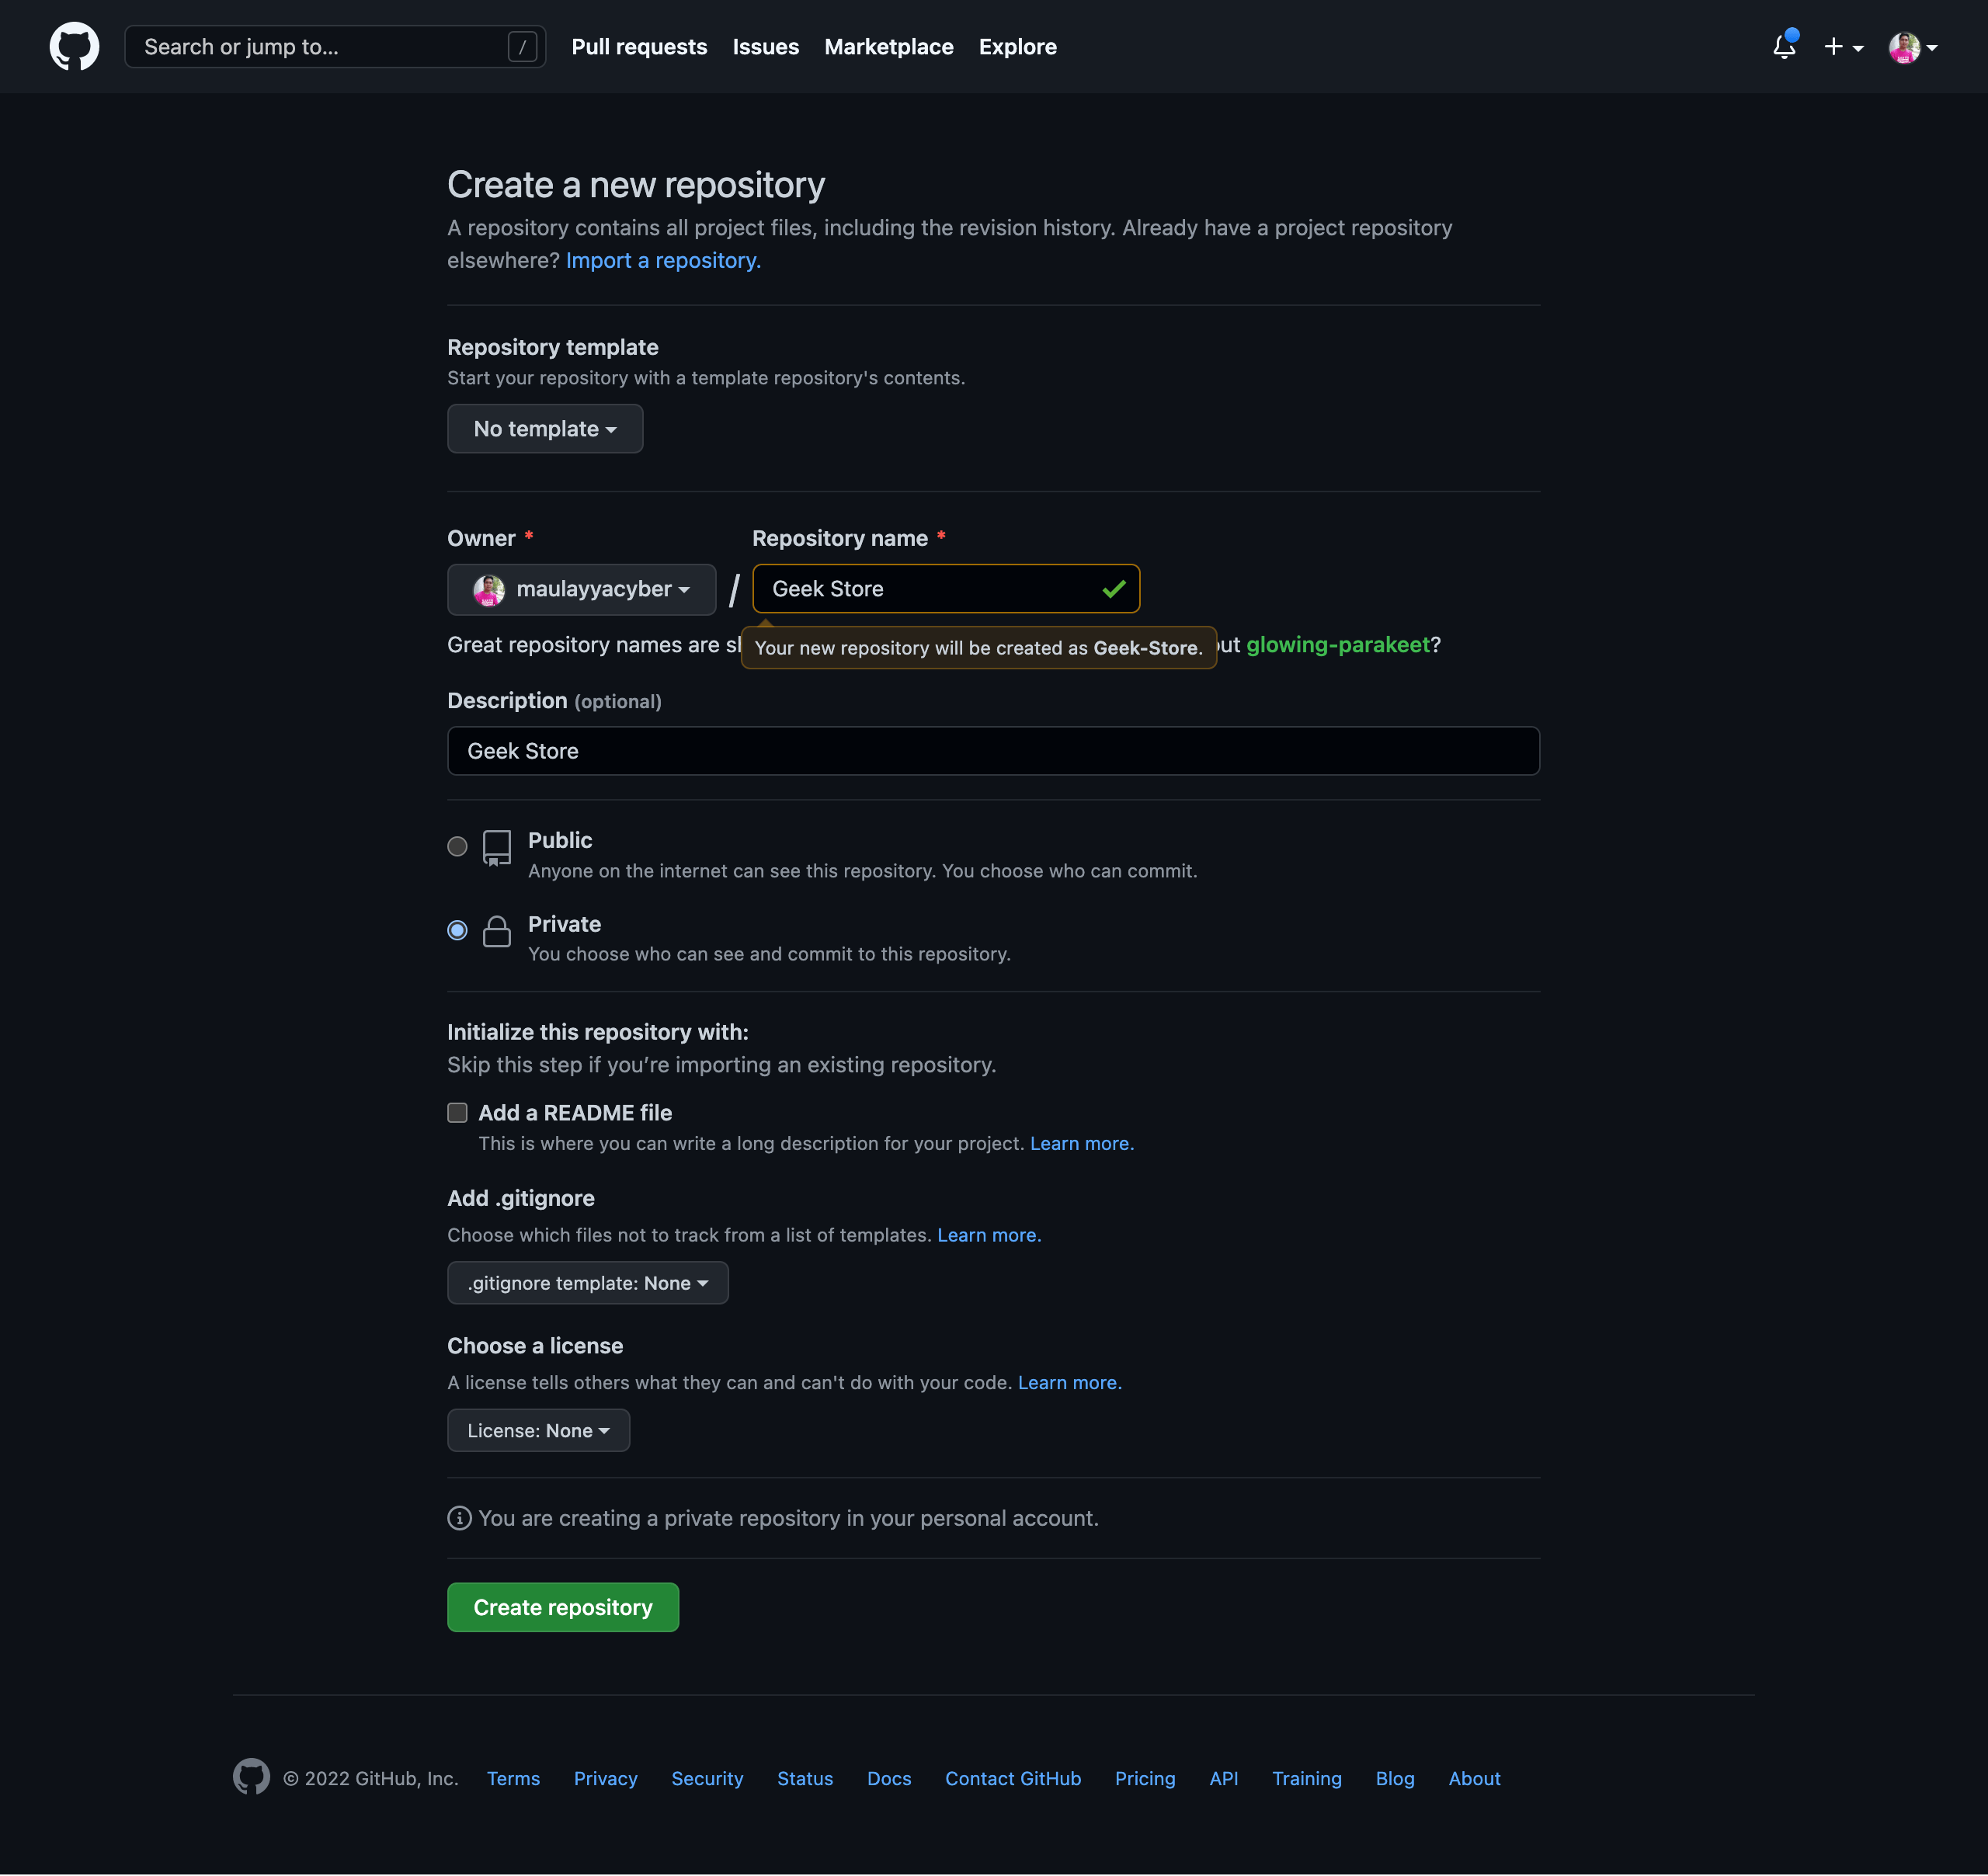 Search or jump to... /
Pull requests Issues Marketplace Explore
Create a new repository
A repository contains all project files, including the revision history. Already have a project repository
elsewhere? Import a repository.
Repository template
Start your repository with a template repository's contents.
No template
Owner * Repository name *
maulayyacyber / Geek Store
Great repository names are
Your new repository will be created as Geek-Store.
glowing-parakeet?
Description (optional)
Geek Store
Public
Anyone on the internet can see this repository. You choose who can commit.
Private
You choose who can see and commit to this repository.
Initialize this repository with:
Skip this step if you’re importing an existing repository.
Add a README file
This is where you can write a long description for your project. Learn more.
Add .gitignore
Choose which files not to track from a list of templates. Learn more.
.gitignore template: None
Choose a license
A license tells others what they can and can't do with your code. Learn more.
License: None
You are creating a private repository in your personal account.
Create repository
© 2022 GitHub, Inc. Terms Privacy Security Status Docs Contact GitHub Pricing API Training Blog About